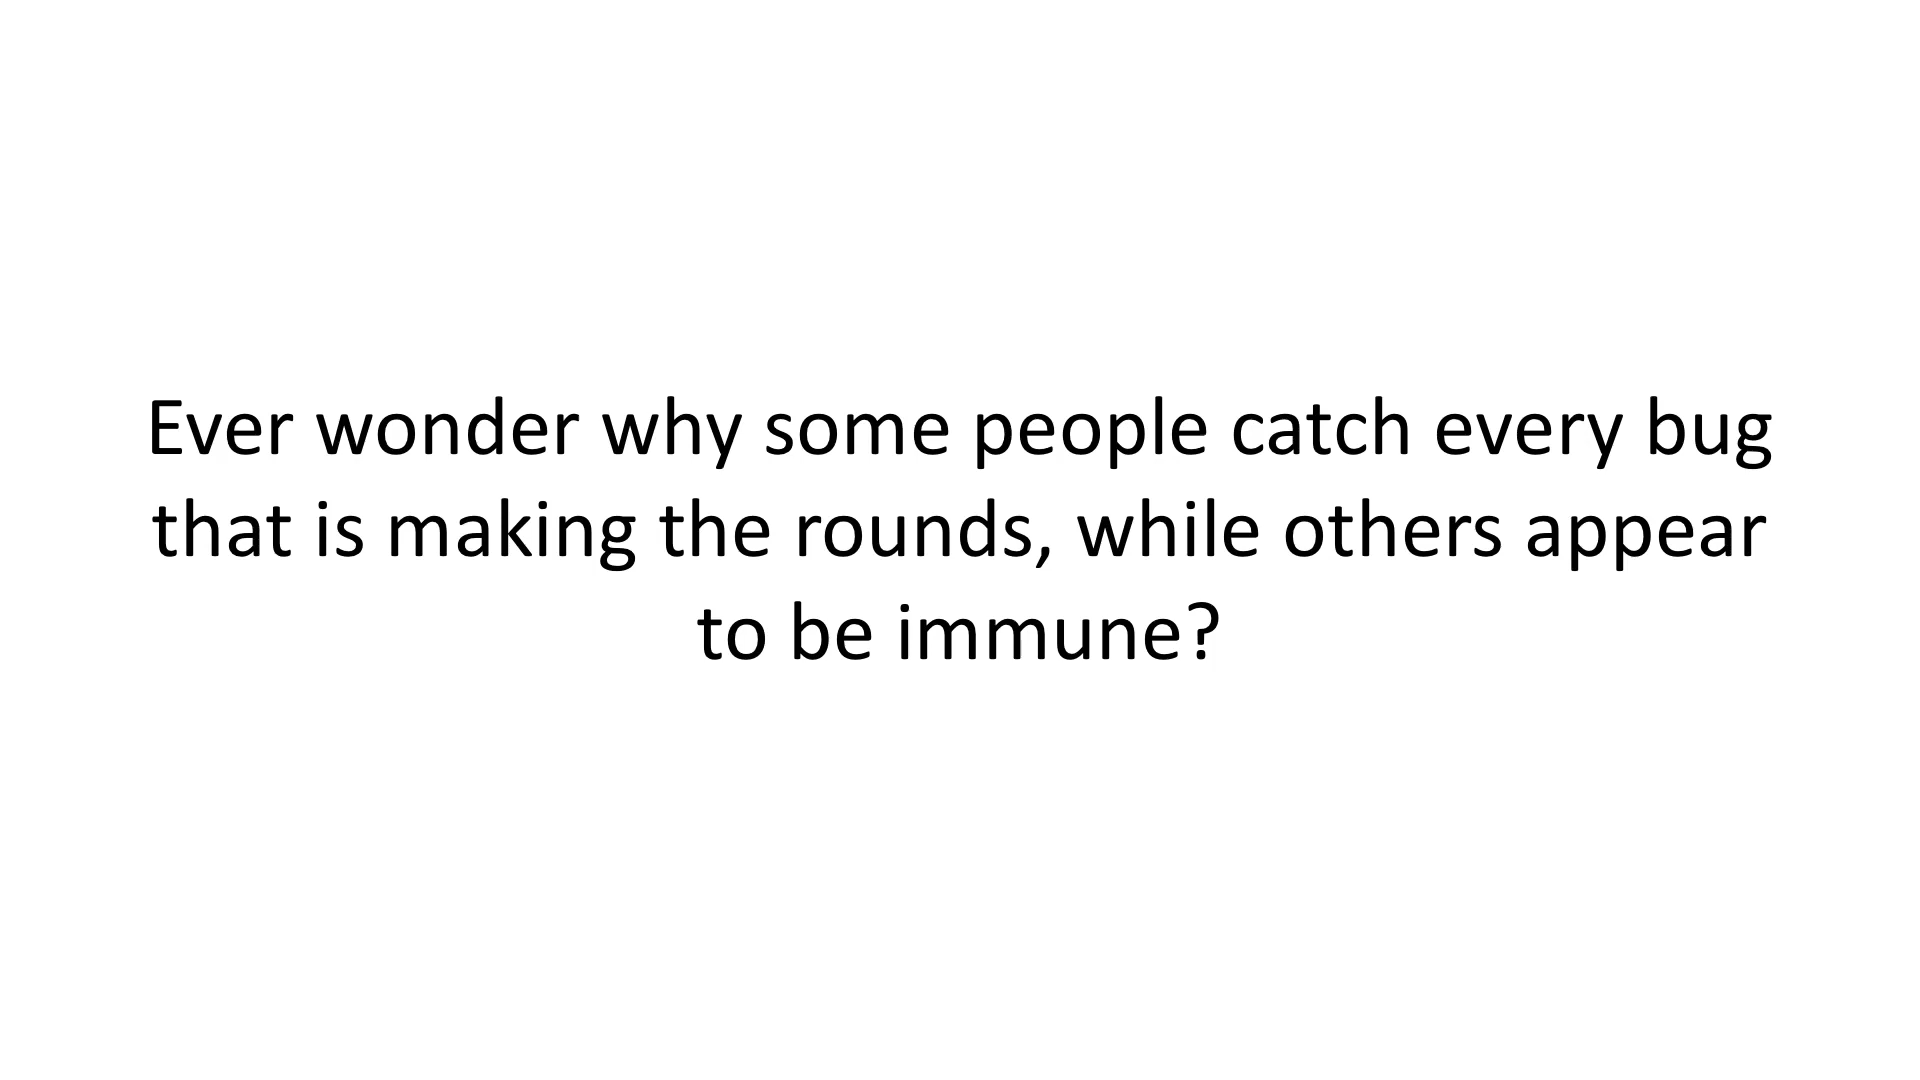 Ever wonder why some people catch every bug
that is making the rounds, while others appear
to be immune?